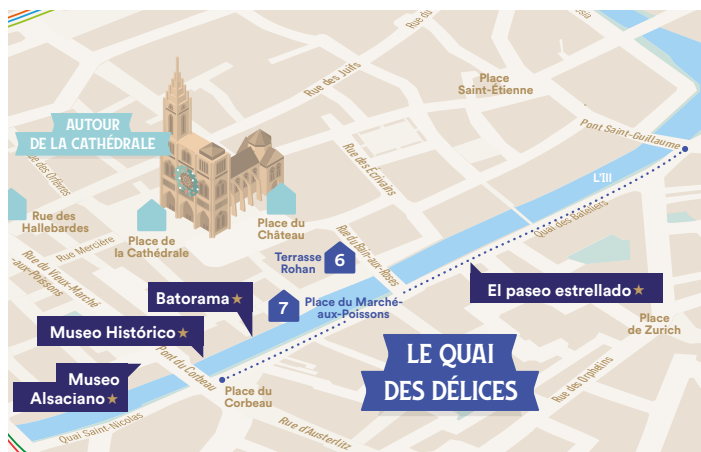 Rue du
Rue des Juifs
Place
Saint-Étienne
Pont Saint-Guillaume
AUTOUR
DE LA CATHÉDRALE
Rue des Orfèvres
Rue des Écrivains
L'Ill
Quai des Bateliers
Rue des
Hallebardes
Rue Mercière
Place de
la Cathédrale
Place du
Château
Rue du Vieux-Marché
-aux-Poissons
Terrasse
Rohan
6
Rue du Bain-aux-Roses
El paseo estrellado★
Batorama★
7
Place du Marché-
aux-Poissons
Place
de Zurich
Museo Histórico★
LE QUAI
DES DÉLICES
Museo
Alsaciano★
Pont du Corbeau
Place du
Corbeau
Rue des Orphelins
Quai Saint-Nicolas
Rue d'Austerlitz